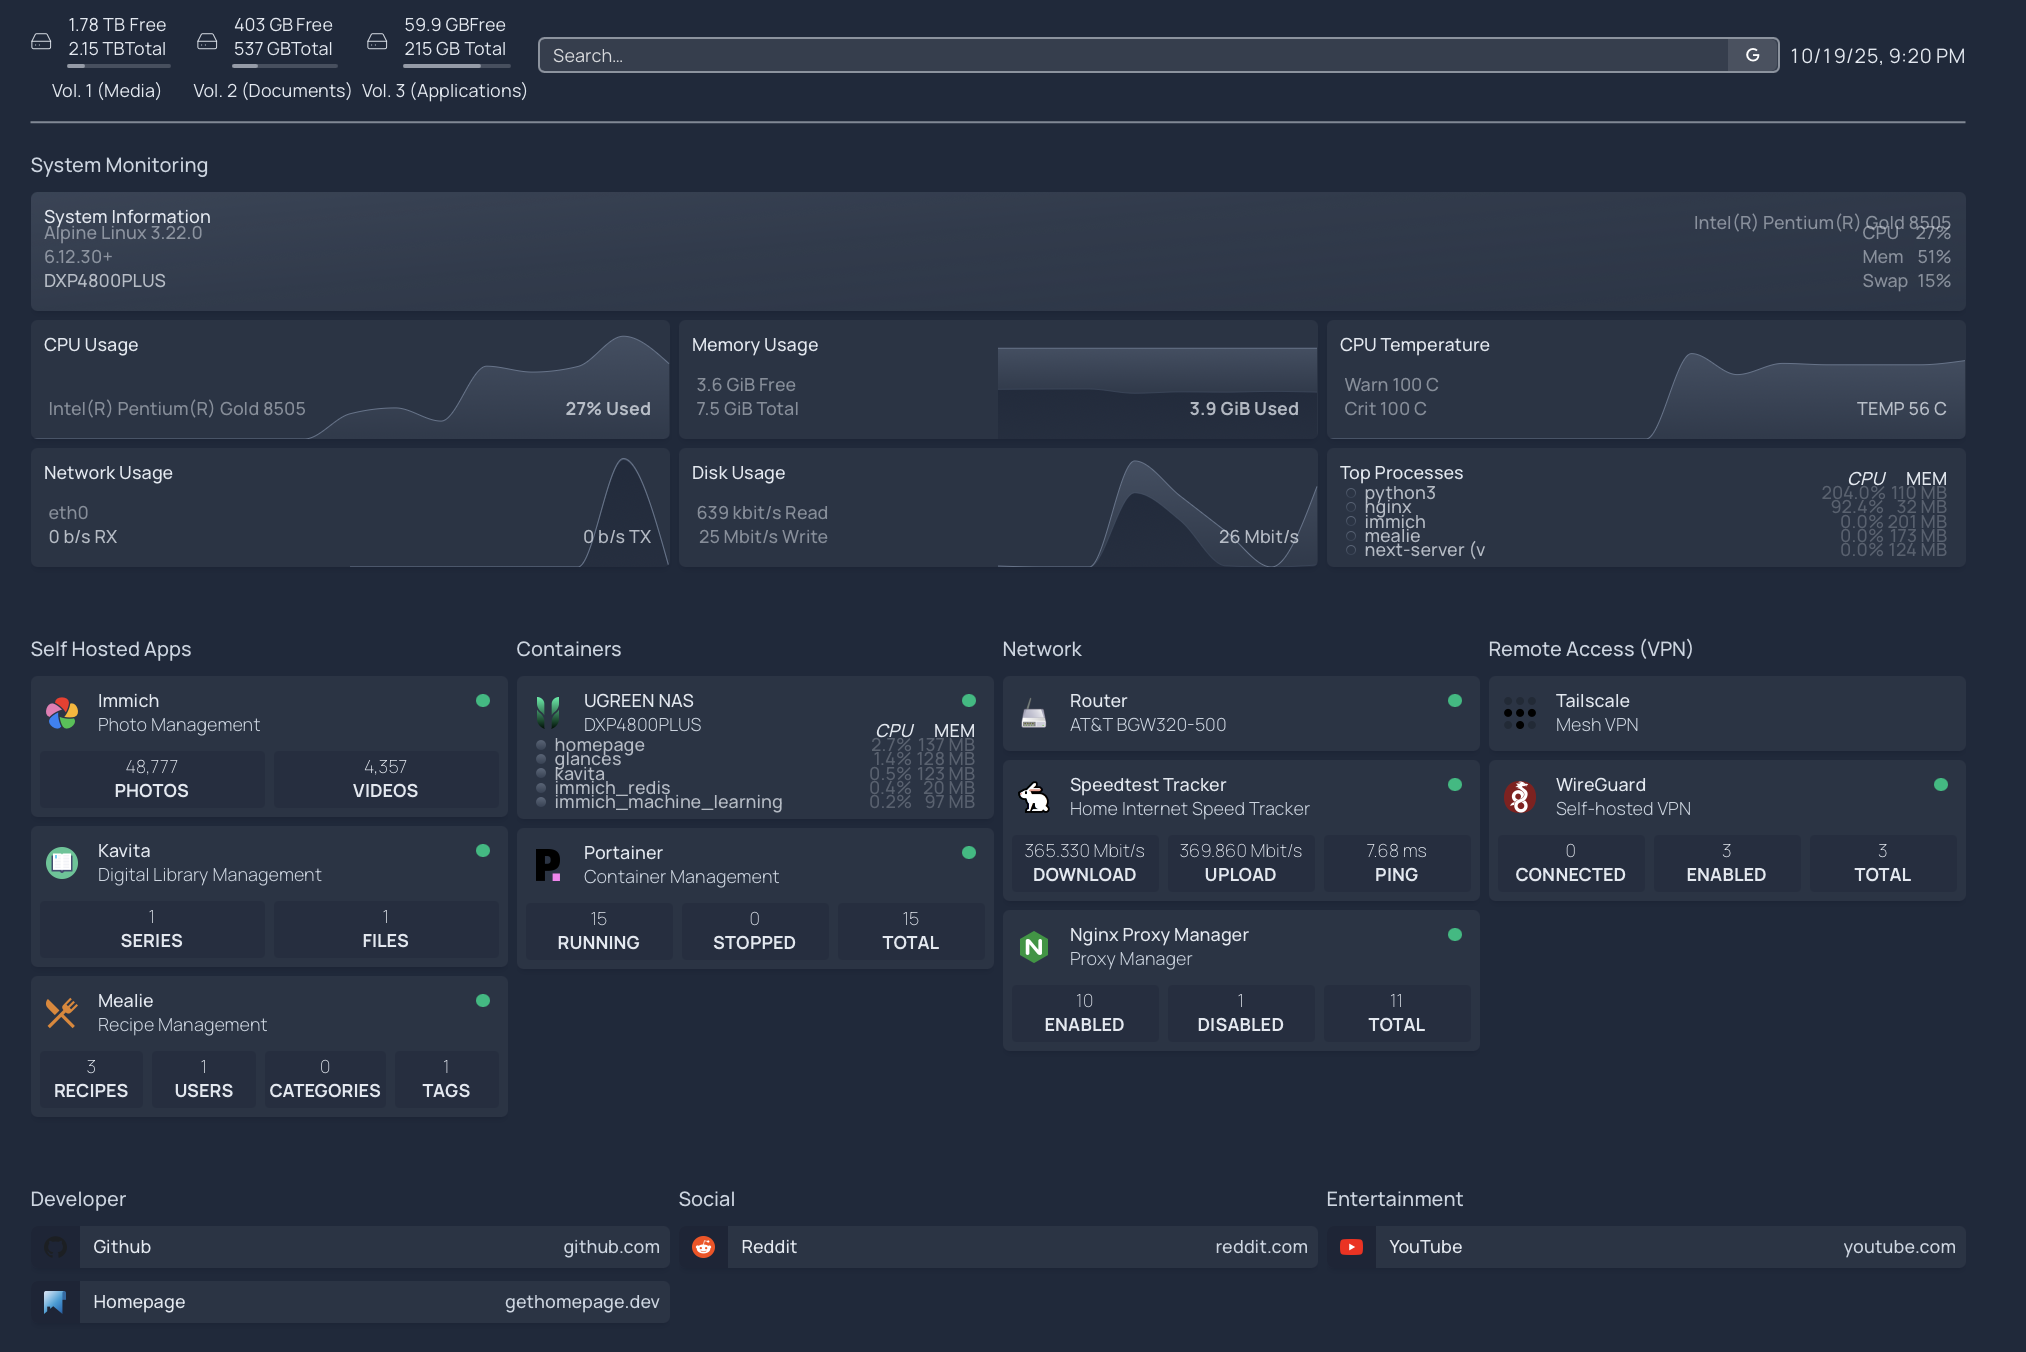 1.78 TB Free
2.15 TBTotal
Vol. 1 (Media)
403 GB Free
537 GBTotal
Vol. 2 (Documents)
59.9 GBFree
215 GB Total
Vol. 3 (Applications)
Search...
G
10/19/25, 9:20 PM
System Monitoring
System Information
Alpine Linux 3.22.0
6.12.30+
DXP4800PLUS
Intel(R) Pentium(R) Gold 8505
CPU 27%
Mem 51%
Swap 15%
CPU Usage
Intel(R) Pentium(R) Gold 8505
27% Used
Memory Usage
3.6 GiB Free
7.5 GiB Total
3.9 GiB Used
CPU Temperature
Warn 100 C
Crit 100 C
TEMP 56 C
Network Usage
eth0
0 b/s RX
0 b/s TX
Disk Usage
639 kbit/s Read
25 Mbit/s Write
26 Mbit/s
Top Processes
CPU MEM
python3 204.0% 110 MB
nginx 92.4% 32 MB
immich 0.0% 201 MB
mealie 0.0% 173 MB
next-server (v 0.0% 124 MB
Self Hosted Apps
Immich
Photo Management
48,777
PHOTOS
4,357
VIDEOS
Kavita
Digital Library Management
1
SERIES
1
FILES
Mealie
Recipe Management
3
RECIPES
1
USERS
0
CATEGORIES
1
TAGS
Containers
UGREEN NAS
DXP4800PLUS
CPU MEM
homepage 2.7% 137 MB
glances 1.4% 128 MB
kavita 0.5% 123 MB
immich_redis 0.4% 20 MB
immich_machine_learning 0.2% 97 MB
Portainer
Container Management
15
RUNNING
0
STOPPED
15
TOTAL
Network
Router
AT&T BGW320-500
Speedtest Tracker
Home Internet Speed Tracker
365.330 Mbit/s
DOWNLOAD
369.860 Mbit/s
UPLOAD
7.68 ms
PING
Nginx Proxy Manager
Proxy Manager
10
ENABLED
1
DISABLED
11
TOTAL
Remote Access (VPN)
Tailscale
Mesh VPN
WireGuard
Self-hosted VPN
0
CONNECTED
3
ENABLED
3
TOTAL
Developer
Github
github.com
Homepage
gethomepage.dev
Social
Reddit
reddit.com
Entertainment
YouTube
youtube.com